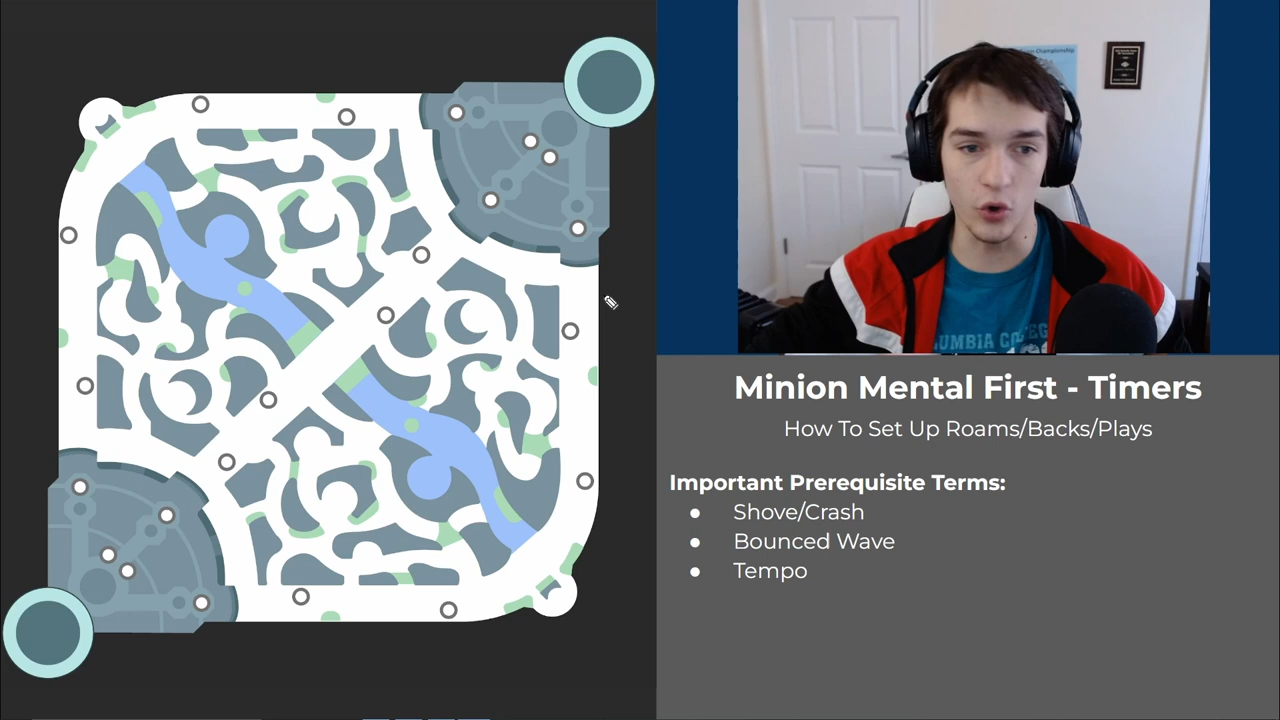 Championship
Minion Mental First - Timers
How To Set Up Roams/Backs/Plays
Important Prerequisite Terms:
● Shove/Crash
● Bounced Wave
● Tempo